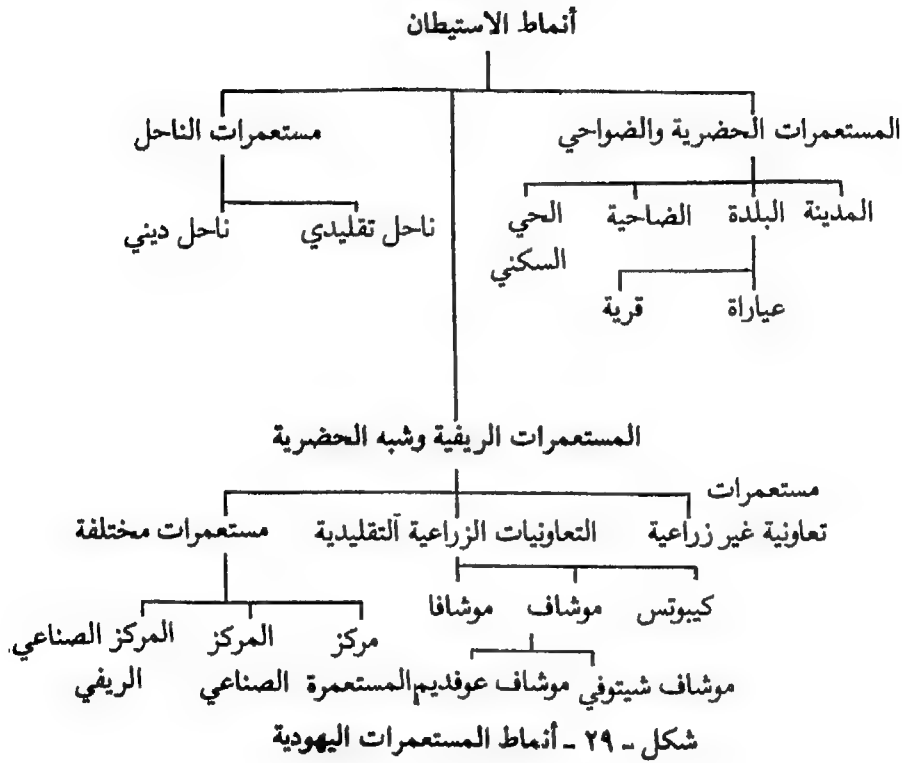 أنماط الاستيطان
المستعمرات الحضرية والضواحي
مستعمرات الناحل
المدينة البلدة الضاحية الحي
السكني
ناحل تقليدي ناحل ديني
عياراة قرية
المستعمرات الريفية وشبه الحضرية
مستعمرات
تعاونية غير زراعية التعاونيات الزراعية التقليدية مستعمرات مختلفة
كيبوتس موشاف موشافا
مركز المركز المركز الصناعي
موشاف شيتوفي موشاف عوفديم المستعمرة الصناعي الريفي
شكل - ٢٩ - أنماط المستعمرات اليهودية